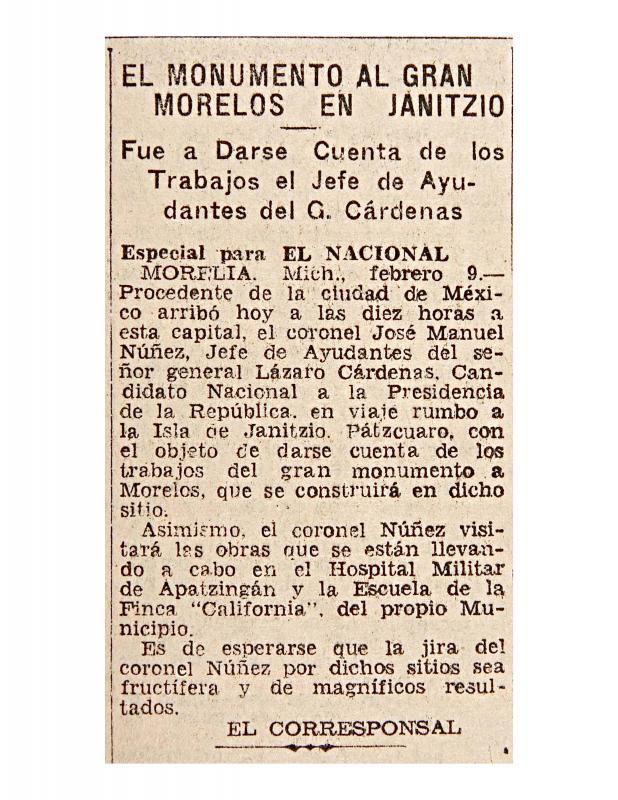 EL MONUMENTO AL GRAN
MORELOS EN JANITZIO
Fue a Darse Cuenta de los
Trabajos el Jefe de Ayu-
dantes del G. Cárdenas
Especial para EL NACIONAL
MORELIA. Mich., febrero 9.—
Procedente de la ciudad de Méxi-
co arribó hoy a las diez horas a
esta capital, el coronel José Manuel
Núñez, Jefe de Ayudantes del se-
ñor general Lázaro Cárdenas, Can-
didato Nacional a la Presidencia
de la República, en viaje rumbo a
la Isla de Janitzio, Pátzcuaro, con
el objeto de darse cuenta de los
trabajos del gran monumento a
Morelos, que se construirá en dicho
sitio.
Asimismo, el coronel Núñez visi-
tará las obras que se están llevan-
do a cabo en el Hospital Militar
de Apatzingán y la Escuela de la
Finca "California", del propio Mu-
nicipio.
Es de esperarse que la jira del
coronel Núñez por dichos sitios sea
fructífera y de magníficos resul-
tados.
EL CORRESPONSAL